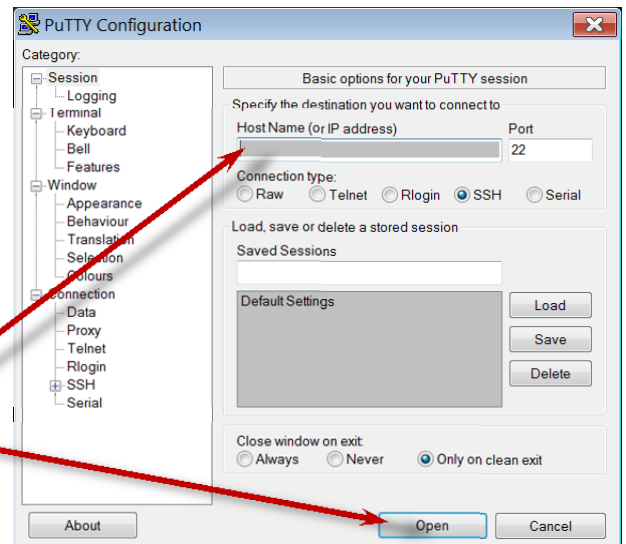 PuTTY Configuration
Category:
Session
Logging
Terminal
Keyboard
Bell
Features
Window
Appearance
Behaviour
Translation
Selection
Colours
Connection
Data
Proxy
Telnet
Rlogin
SSH
Serial
Basic options for your PuTTY session
Specify the destination you want to connect to
Host Name (or IP address) Port
22
Connection type:
Raw Telnet Rlogin SSH Serial
Load, save or delete a stored session
Saved Sessions
Default Settings
Load
Save
Delete
Close window on exit:
Always Never Only on clean exit
About Open Cancel